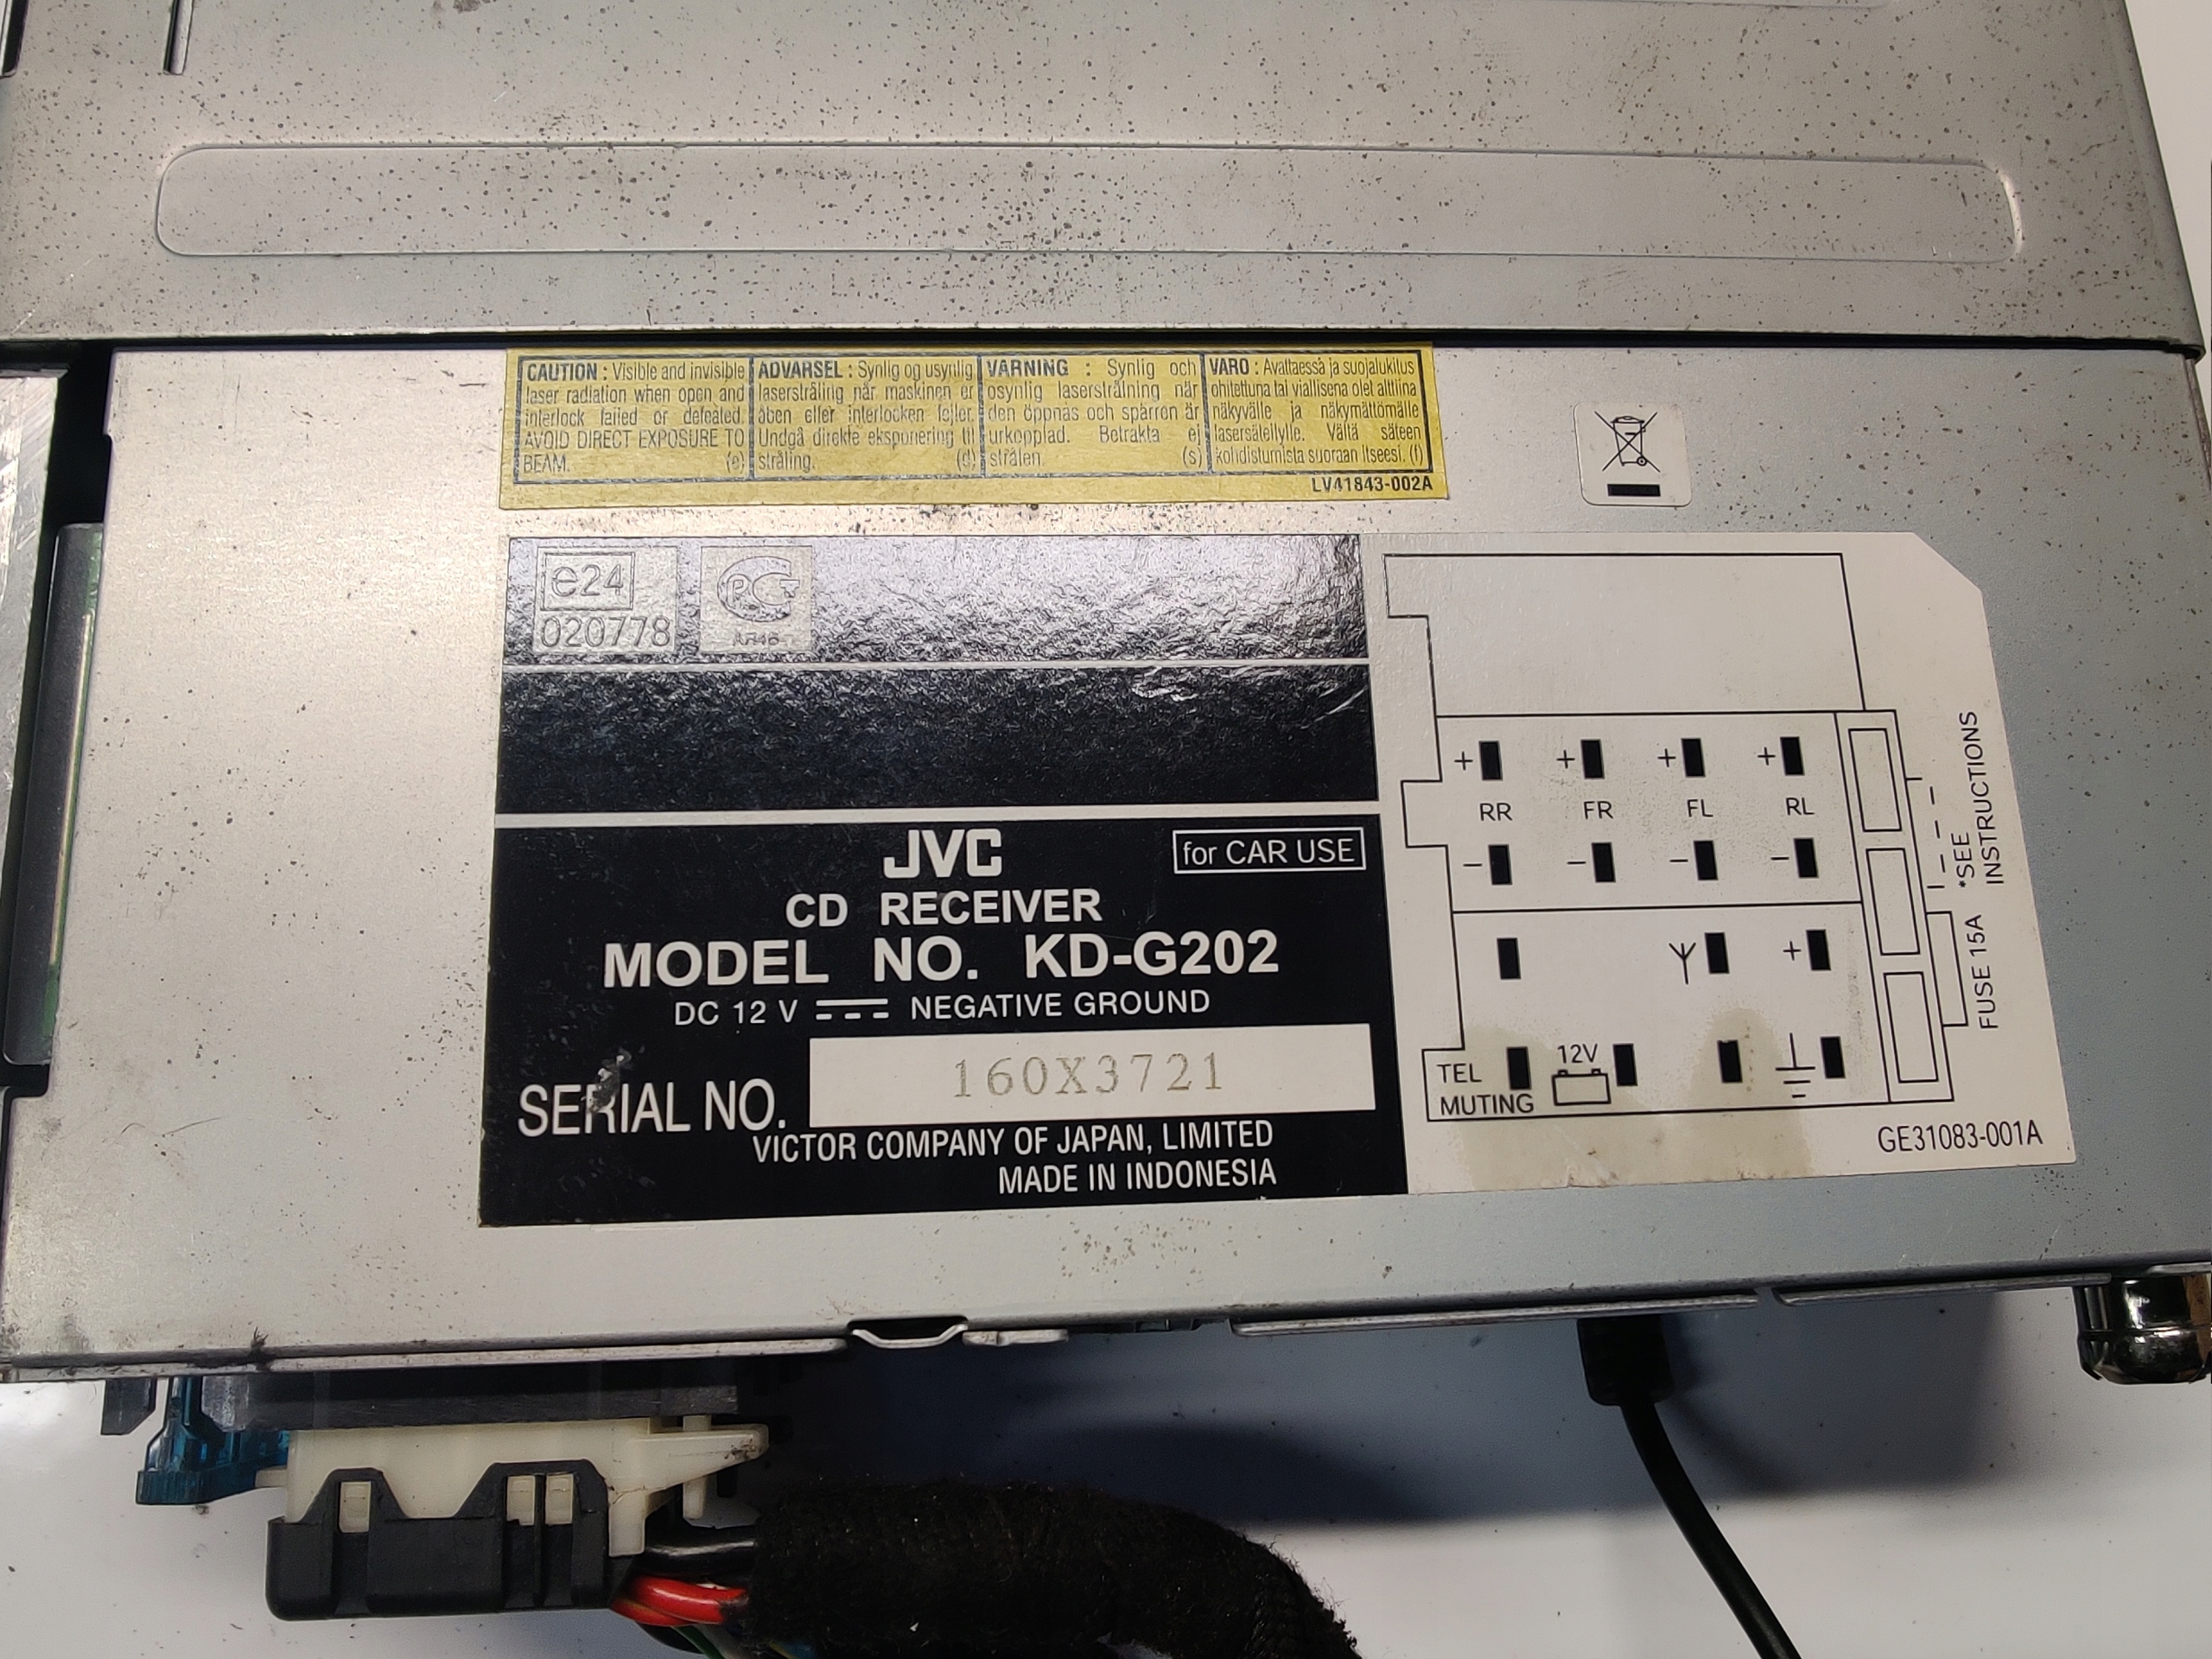 CAUTION : Visible and invisible
laser radiation when open and
interlock failed or defeated.
AVOID DIRECT EXPOSURE TO
BEAM. (e)
ADVARSEL : Synlig og usynlig
laserstråling når maskinen er
åben eller interlocken fejler.
Undgå direkte eksponering til
stråling. (d)
VARNING : Synlig och
osynlig laserstrålning när
den öppnas och spärren är
urkopplad. Betrakta ej
strålen. (s)
VARO : Avattaessa ja suojalukitus
ohitettuna tai viallisena olet alttiina
näkyvälle ja näkymättömälle
lasersäteilylle. Vältä säteen
kohdistumista suoraan itseesi. (f)
LV41843-002A
e24
020778
PCT
JVC
for CAR USE
CD RECEIVER
MODEL NO. KD-G202
DC 12 V NEGATIVE GROUND
SERIAL NO. 160X3721
VICTOR COMPANY OF JAPAN, LIMITED
MADE IN INDONESIA
+ + + +
RR FR FL RL
− − − −
+
TEL
MUTING
12V
FUSE 15A
*SEE
INSTRUCTIONS
GE31083-001A